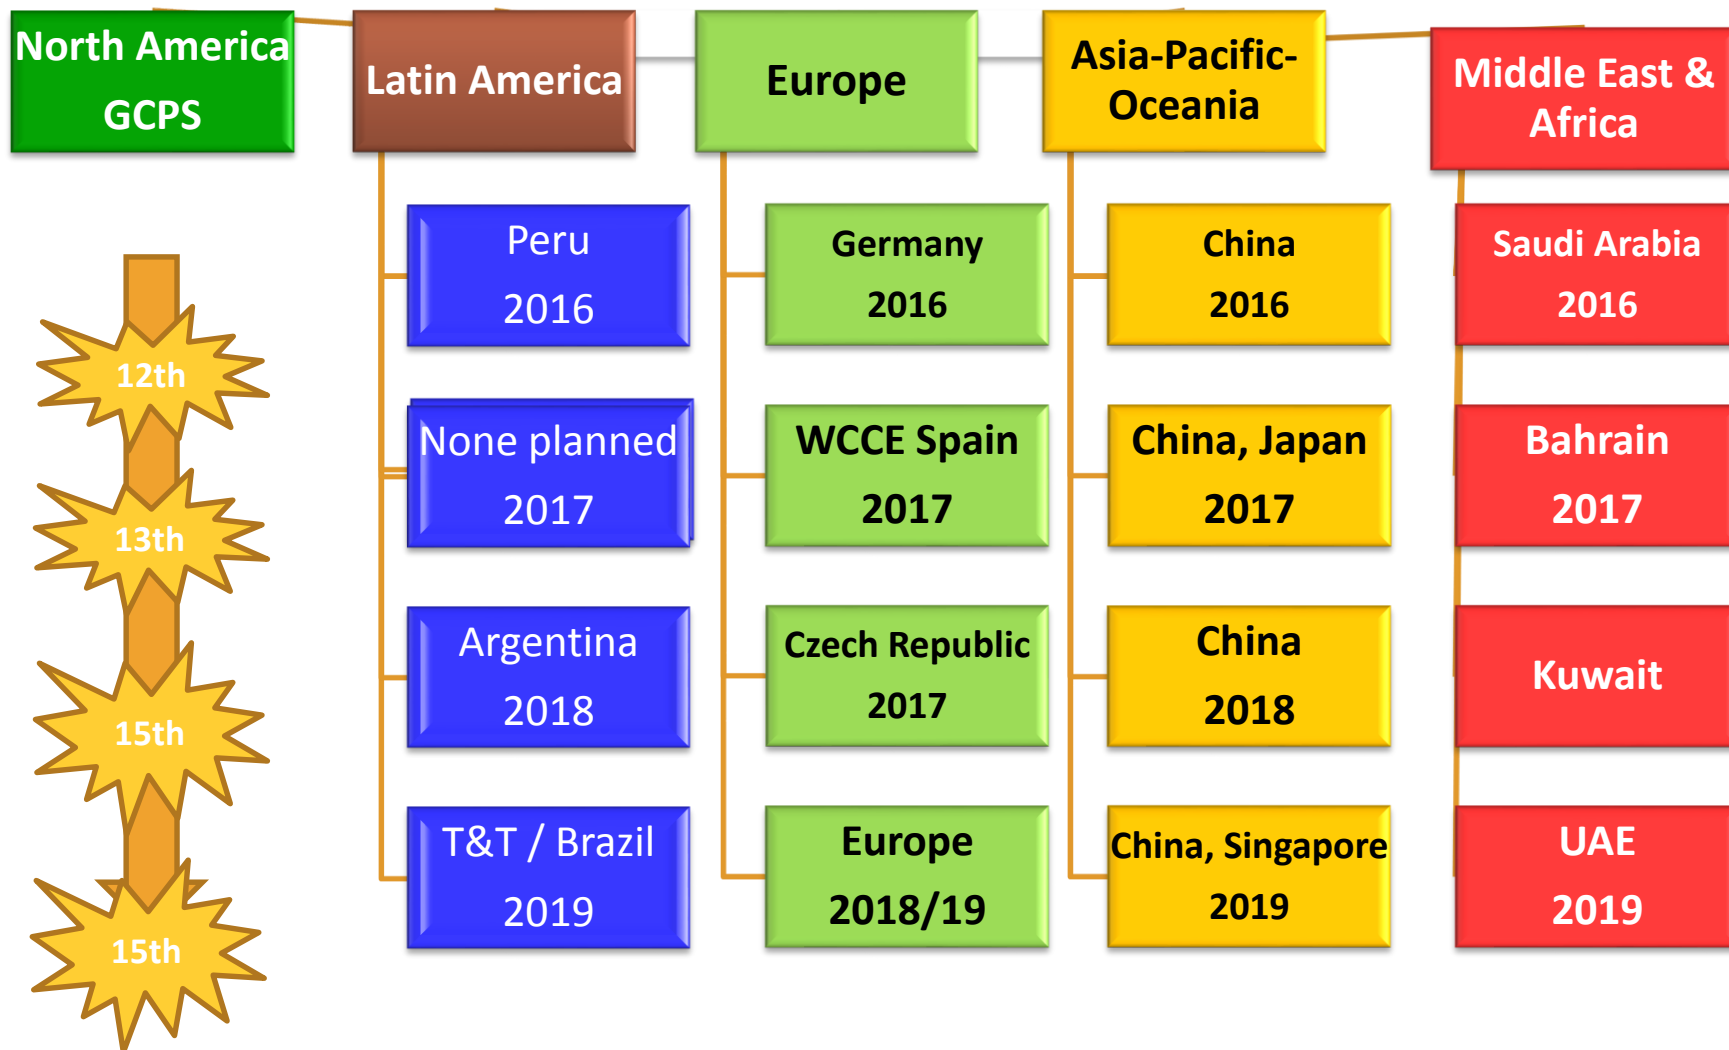 North America
GCPS
Latin America
Europe
Asia-Pacific-
Oceania
Middle East &
Africa
12th
13th
15th
15th
Peru
2016
None planned
2017
Argentina
2018
T&T / Brazil
2019
Germany
2016
WCCE Spain
2017
Czech Republic
2017
Europe
2018/19
China
2016
China, Japan
2017
China
2018
China, Singapore
2019
Saudi Arabia
2016
Bahrain
2017
Kuwait
UAE
2019